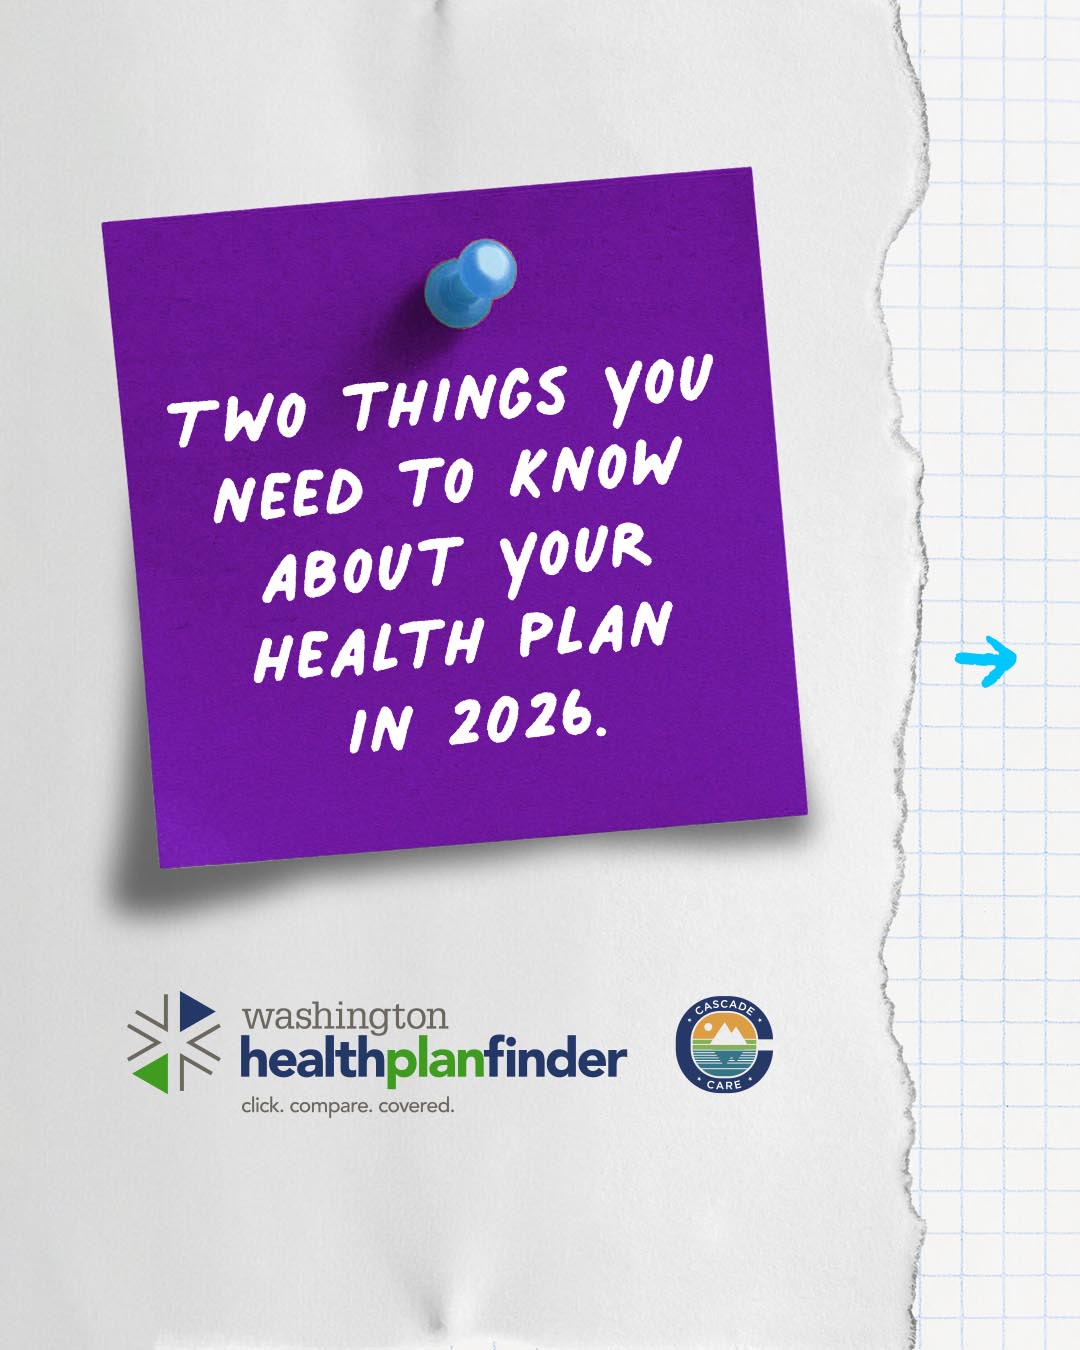 TWO THINGS YOU
NEED TO KNOW
ABOUT YOUR
HEALTH PLAN
IN 2026.
washington
healthplanfinder
click. compare. covered.
CASCADE
CARE